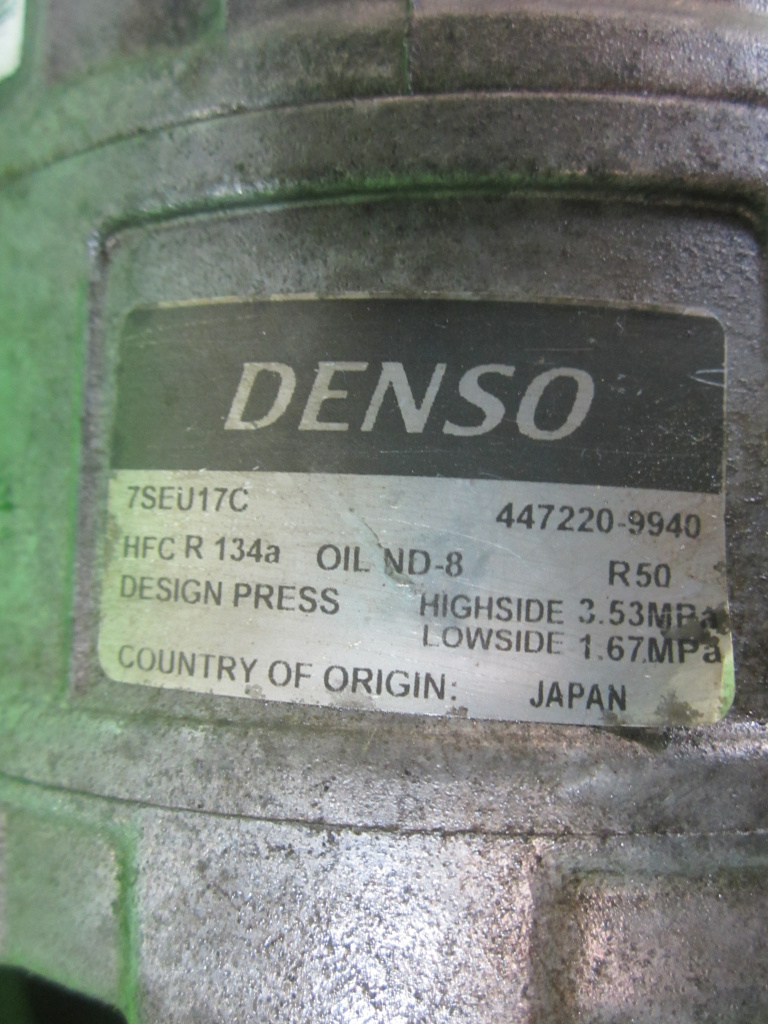 DENSO
7SEU17C 447220-9940
HFC R 134a OIL ND-8 R50
DESIGN PRESS HIGHSIDE 3.53MPa
LOWSIDE 1.67MPa
COUNTRY OF ORIGIN: JAPAN